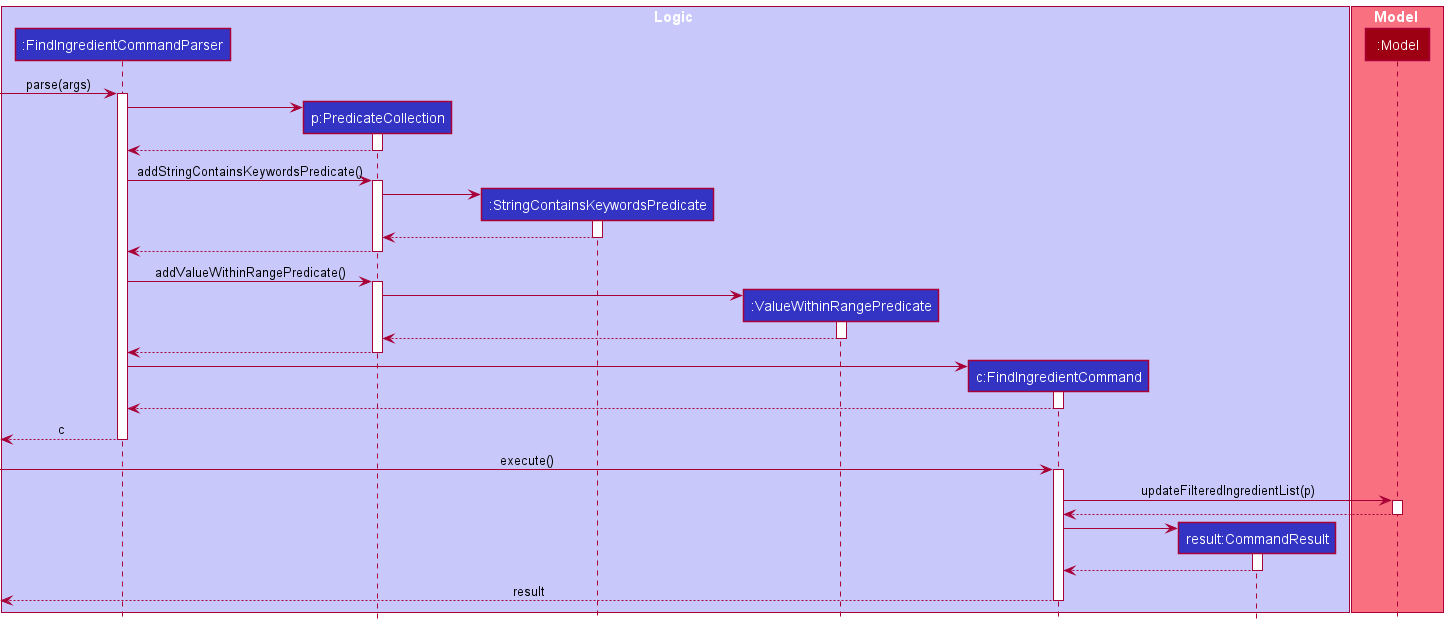 Logic
Model
:FindIngredientCommandParser
:Model
parse(args)
p:PredicateCollection
addStringContainsKeywordsPredicate()
:StringContainsKeywordsPredicate
addValueWithinRangePredicate()
:ValueWithinRangePredicate
c:FindIngredientCommand
c
execute()
updateFilteredIngredientList(p)
result:CommandResult
result